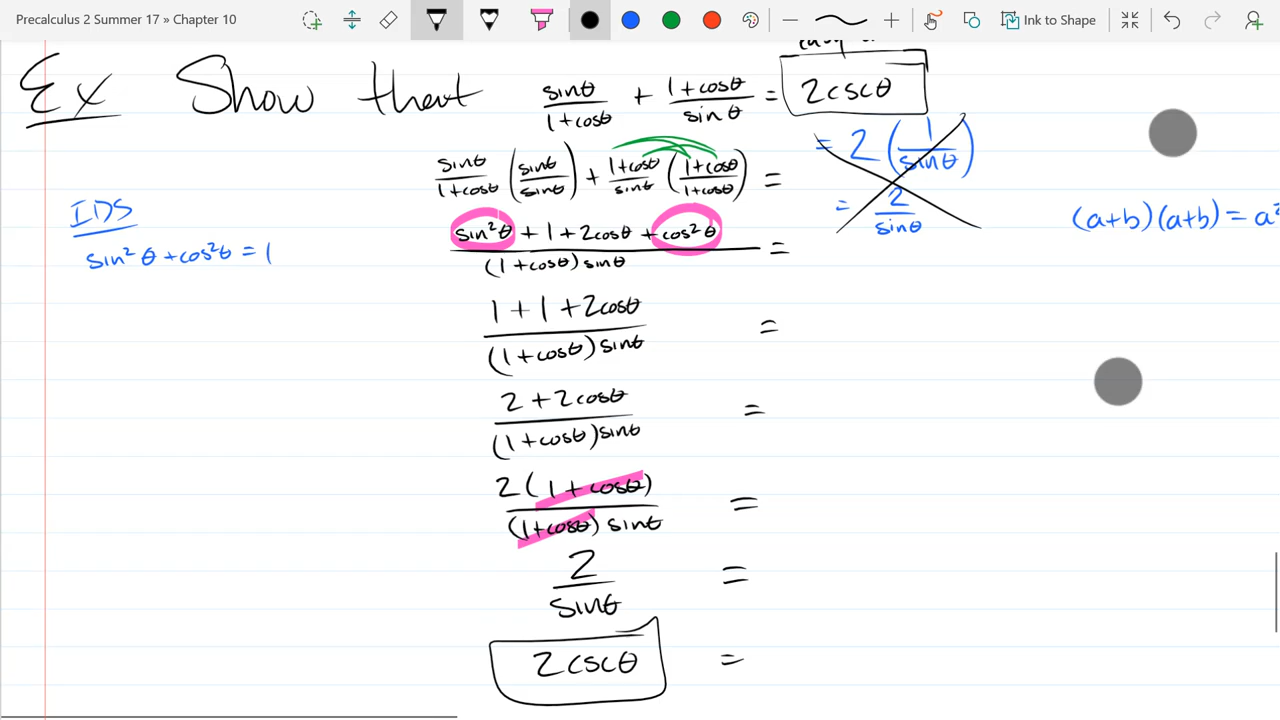 Precalculus 2 Summer 17 » Chapter 10
Ink to Shape
Ex Show that sinθ/(1+cosθ) + (1+cosθ)/sinθ = 2cscθ
= 2(1/sinθ)
= 2/sinθ
sinθ/(1+cosθ) (sinθ/sinθ) + (1+cosθ)/sinθ ((1+cosθ)/(1+cosθ)) =
(a+b)(a+b) = a²
IDS
sin²θ + cos²θ = 1
(sin²θ + 1 + 2cosθ + cos²θ)/((1+cosθ) sinθ) =
(1 + 1 + 2cosθ)/((1+cosθ) sinθ) =
(2 + 2cosθ)/((1+cosθ) sinθ) =
2(1+cosθ)/((1+cosθ) sinθ) =
2/sinθ =
2cscθ =